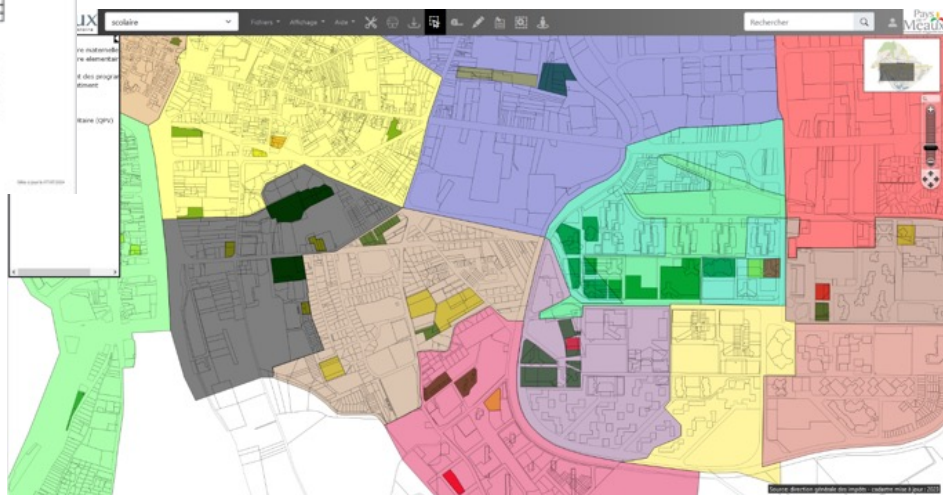 scolaire
Fichiers
Affichage
Aide
Rechercher
Pays
Meaux
ux
re maternelle
re elementair
t des program
timent
itaire (QPV)
Source direction générale des impôts - cadastre mise à jour : 2023